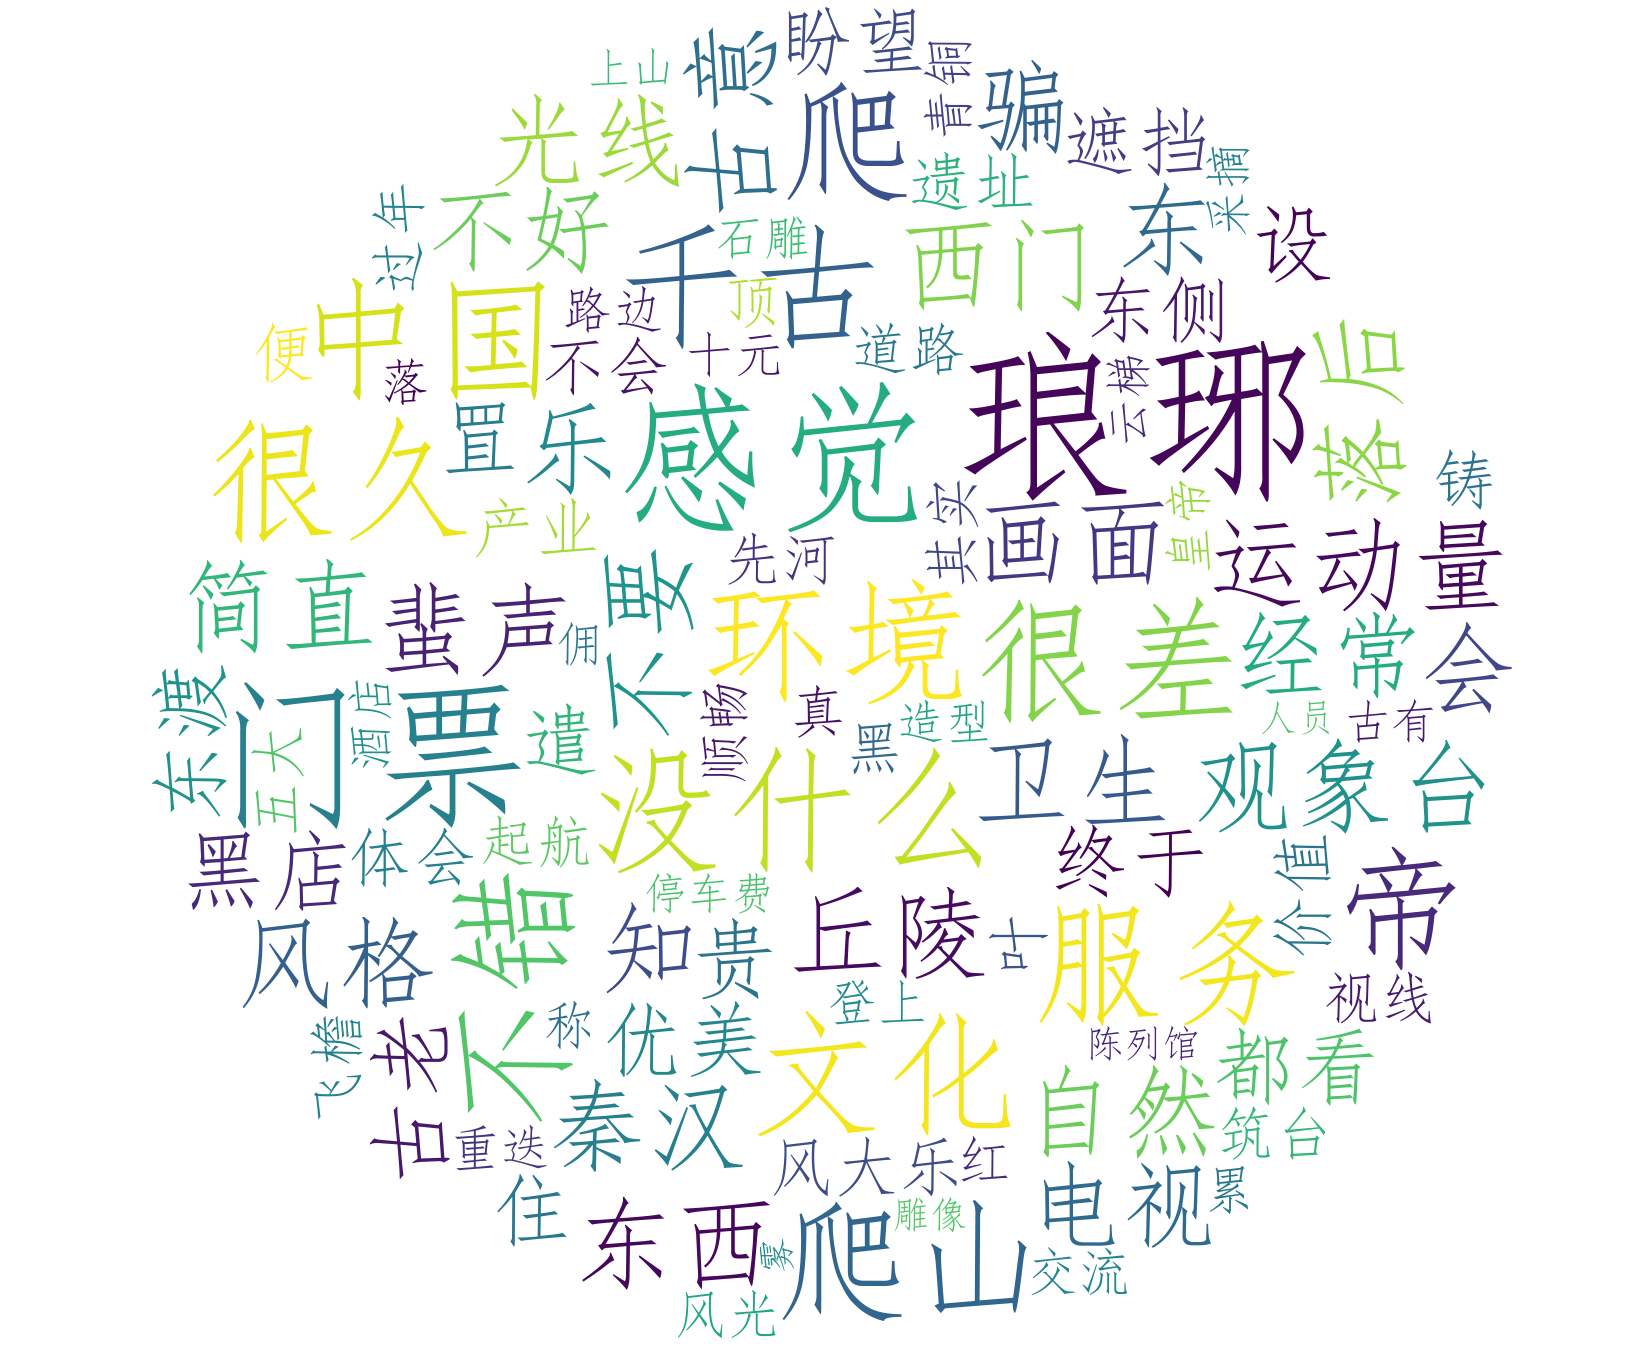 盼望
上山
古意
爬
青铜
骗
遮挡
光线
遗址
采摘
过年
不好
石雕
千古
西门
东
设
中国
路边
顶
东侧
便
落
不会
十元
道路
琅琊
云梯
落后
很久
罝乐
感觉
产业
其实
画面
皇帝
运动量
铸
先河
简直
蜚声
佣
不要
环境
很差
经常
会
东渡
门票
五大
酒店
遣
顺畅
真
黑
造型
人员
古有
没什么
卫生
观象台
黑店
体会
起航
不错
停车费
终于
价值
帝
风格
知贵
丘陵
叶
服务
视线
飞檐
古老
称
优美
登上
文化
陈列馆
都看
重迭
秦汉
自然
筑台
风大乐红
住
东西
雾
爬山
雕像
电视
累
交流
风光